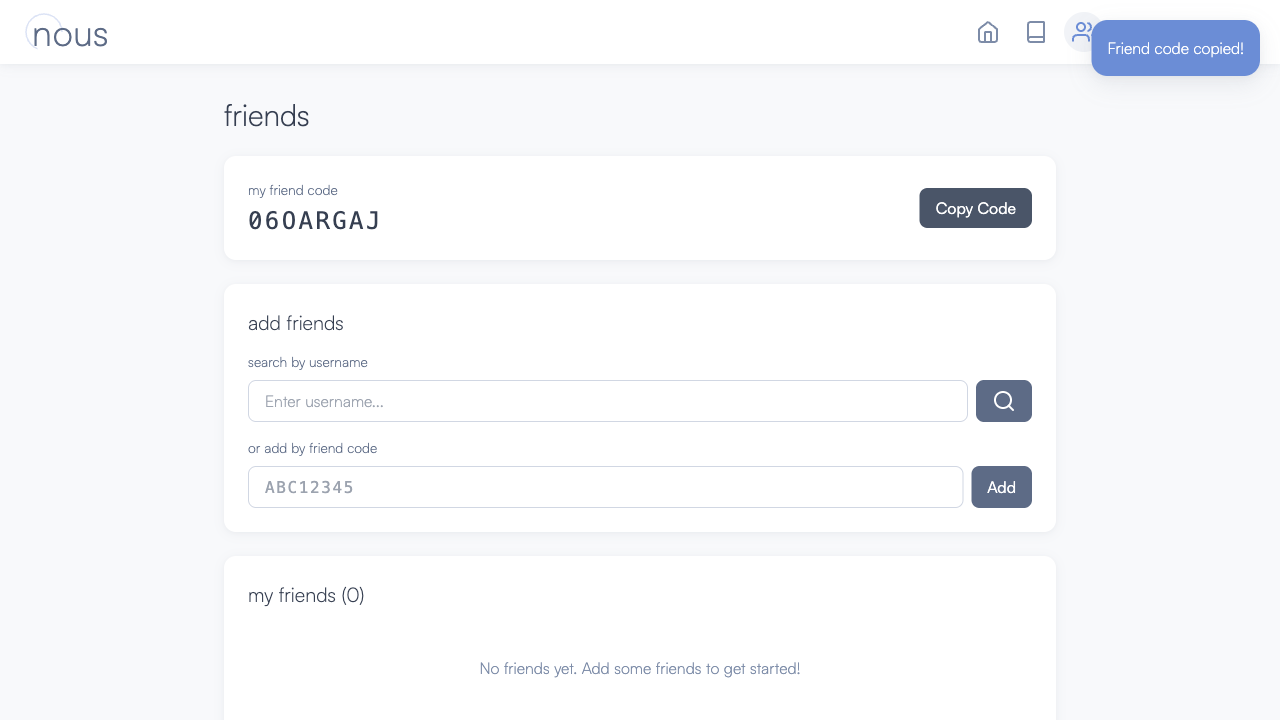 nous
Friend code copied!
friends
my friend code
06OARGAJ
Copy Code
add friends
search by username
Enter username...
or add by friend code
ABC12345
Add
my friends (0)
No friends yet. Add some friends to get started!